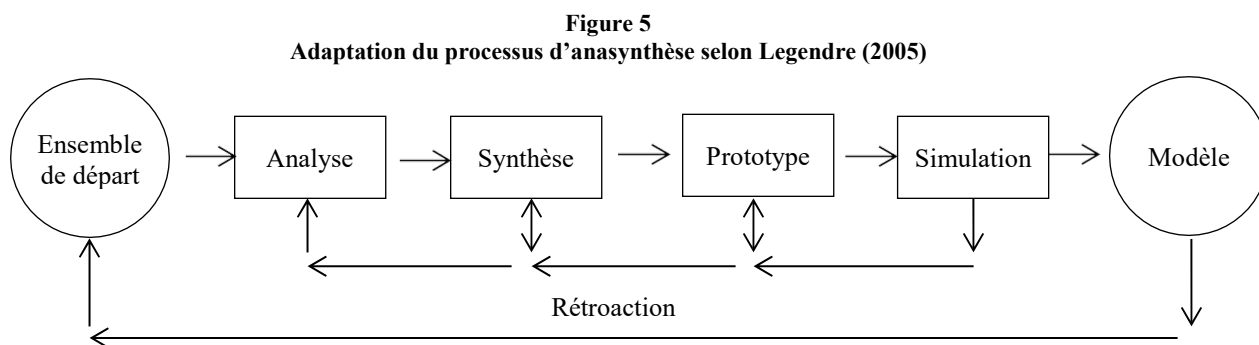 Figure 5
Adaptation du processus d’anasynthèse selon Legendre (2005)
Ensemble
de départ
Analyse
Synthèse
Prototype
Simulation
Modèle
Rétroaction